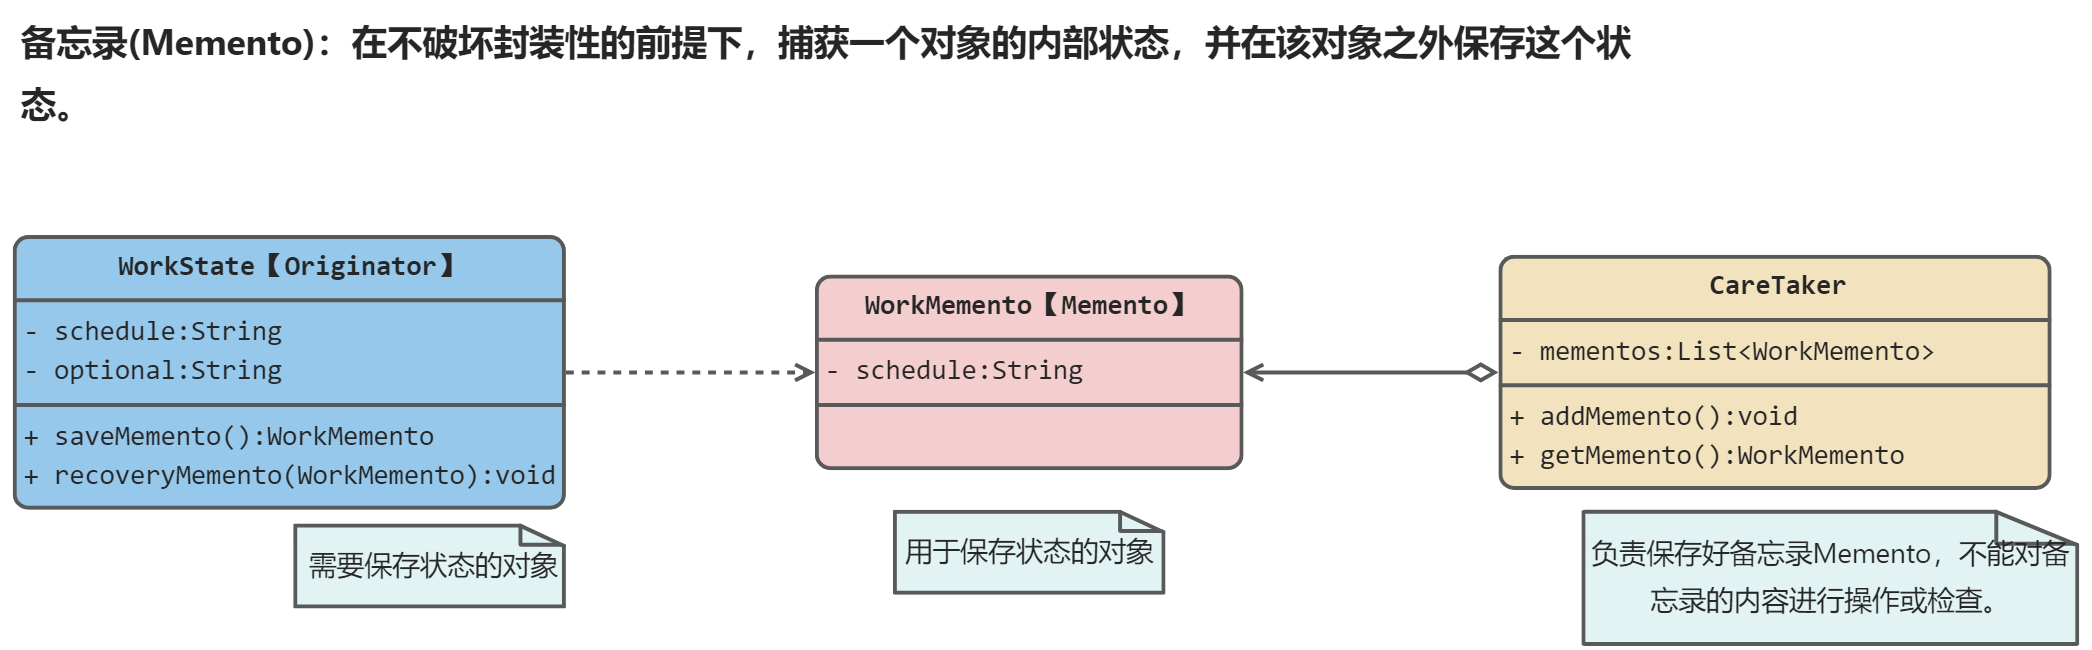 备忘录(Memento)：在不破坏封装性的前提下，捕获一个对象的内部状态，并在该对象之外保存这个状
态。
WorkState【Originator】
- schedule:String
- optional:String
+ saveMemento():WorkMemento
+ recoveryMemento(WorkMemento):void
需要保存状态的对象
WorkMemento【Memento】
- schedule:String
用于保存状态的对象
CareTaker
- mementos:List<WorkMemento>
+ addMemento():void
+ getMemento():WorkMemento
负责保存好备忘录Memento，不能对备
忘录的内容进行操作或检查。